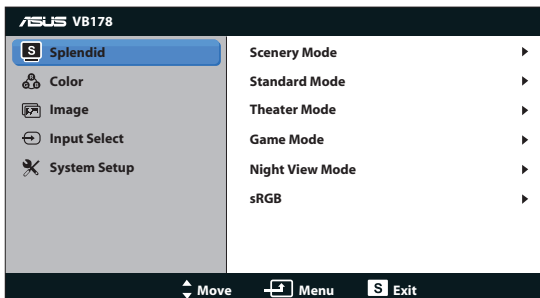 ASUS VB178
S Splendid
Color
Image
Input Select
System Setup
Scenery Mode
Standard Mode
Theater Mode
Game Mode
Night View Mode
sRGB
Move Menu S Exit